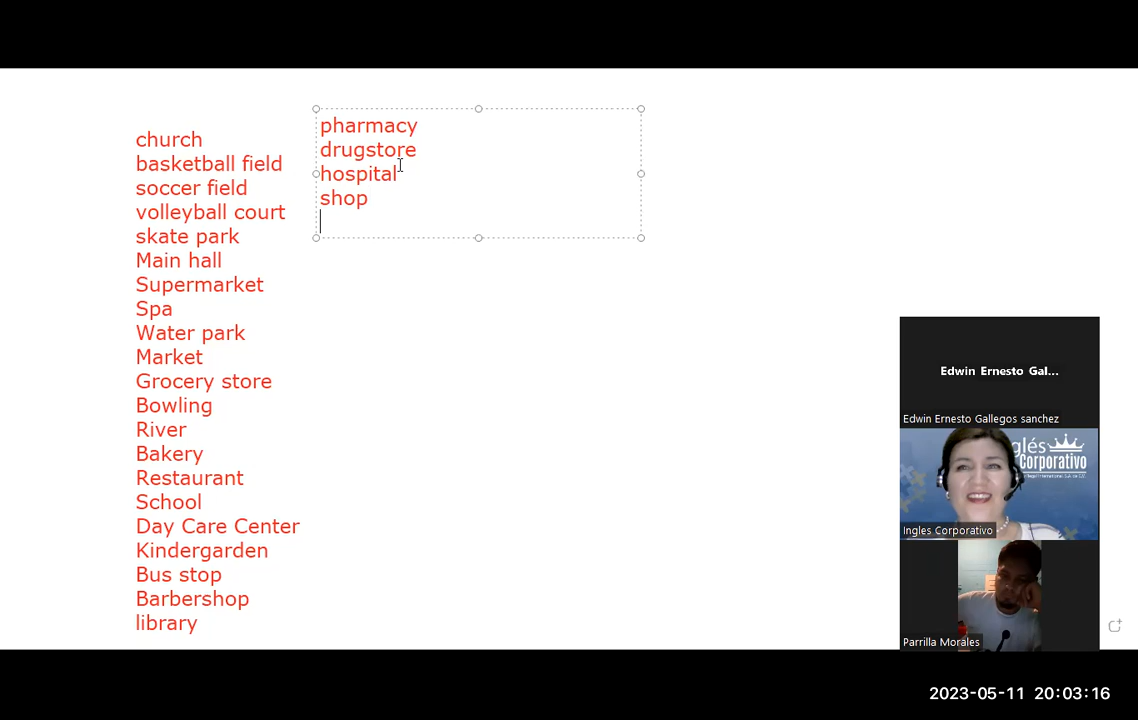 church
basketball field
soccer field
volleyball court
skate park
Main hall
Supermarket
Spa
Water park
Market
Grocery store
Bowling
River
Bakery
Restaurant
School
Day Care Center
Kindergarden
Bus stop
Barbershop
library
pharmacy
drugstore
hospital
shop
Edwin Ernesto Gal...
Edwin Ernesto Gallegos sanchez
glés
Corporativo
Ingles Corporativo
Parrilla Morales
2023-05-11 20:03:16